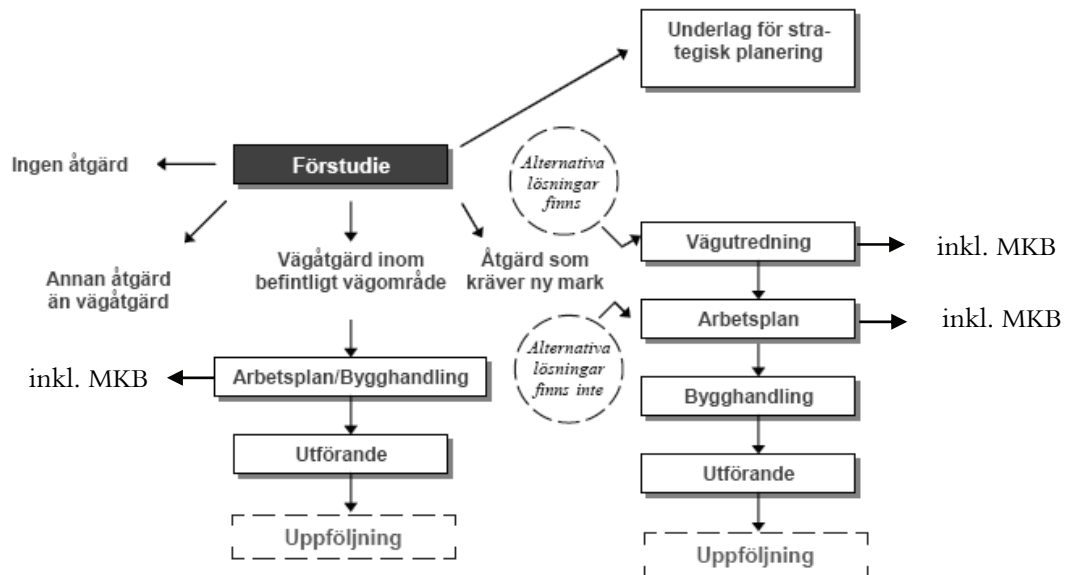 Underlag för stra-
tegisk planering
Ingen åtgärd
Förstudie
Alternativa
lösningar
finns
Annan åtgärd
än vägåtgärd
Vägåtgärd inom
befintligt vägområde
Åtgärd som
kräver ny mark
Vägutredning
inkl. MKB
Arbetsplan
inkl. MKB
Alternativa
lösningar
finns inte
inkl. MKB
Arbetsplan/Bygghandling
Bygghandling
Utförande
Utförande
Uppföljning
Uppföljning